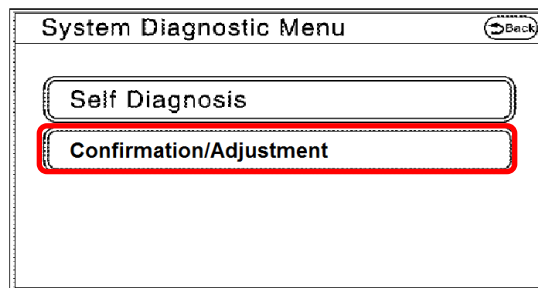 System Diagnostic Menu
Back
Self Diagnosis
Confirmation/Adjustment